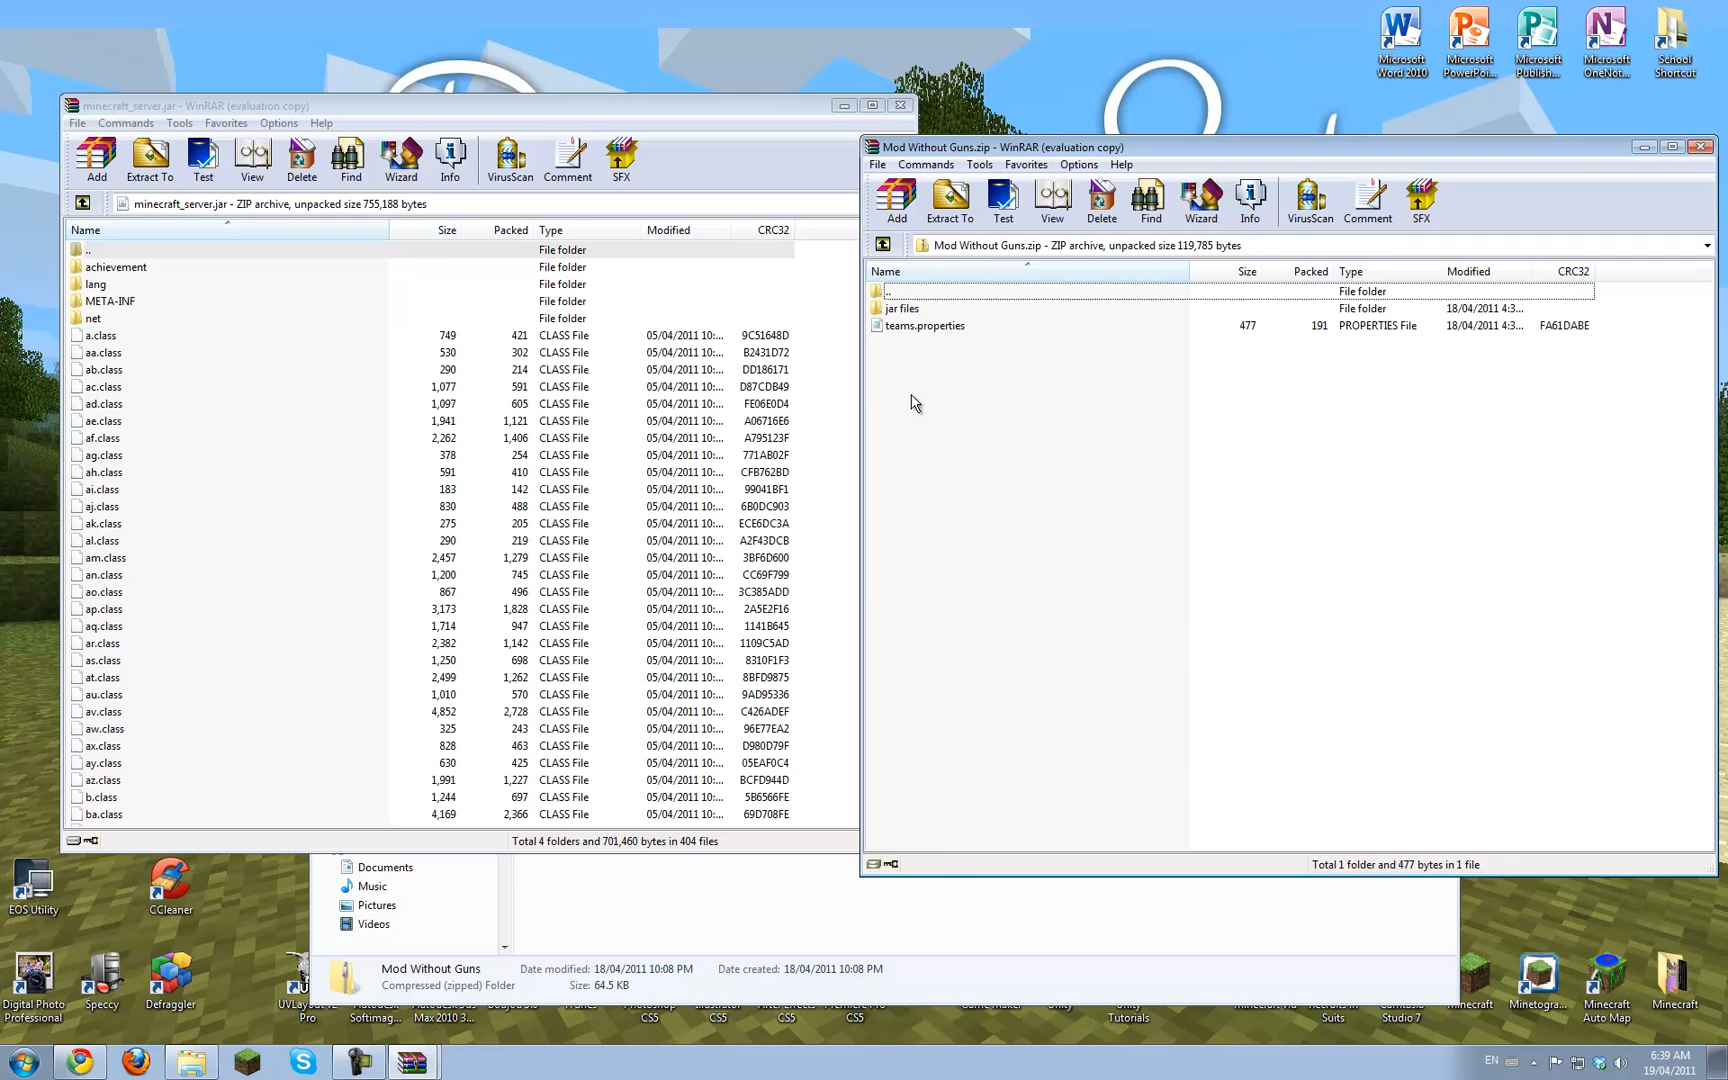 Microsoft Word 2010
Microsoft PowerPoi...
Microsoft Publish...
Microsoft OneNot...
School Shortcut
minecraft_server.jar - WinRAR (evaluation copy)
File Commands Tools Favorites Options Help
Add Extract To Test View Delete Find Wizard Info VirusScan Comment SFX
minecraft_server.jar - ZIP archive, unpacked size 755,188 bytes
Name Size Packed Type Modified CRC32
.. File folder
achievement File folder
lang File folder
META-INF File folder
net File folder
a.class 749 421 CLASS File 05/04/2011 10:... 9C51648D
aa.class 530 302 CLASS File 05/04/2011 10:... B2431D72
ab.class 290 214 CLASS File 05/04/2011 10:... DD186171
ac.class 1,077 591 CLASS File 05/04/2011 10:... D87CDB49
ad.class 1,097 605 CLASS File 05/04/2011 10:... FE06E0D4
ae.class 1,941 1,121 CLASS File 05/04/2011 10:... A06716E6
af.class 2,262 1,406 CLASS File 05/04/2011 10:... A795123F
ag.class 378 254 CLASS File 05/04/2011 10:... 771AB02F
ah.class 591 410 CLASS File 05/04/2011 10:... CFB762BD
ai.class 183 142 CLASS File 05/04/2011 10:... 99041BF1
aj.class 830 488 CLASS File 05/04/2011 10:... 6B0DC903
ak.class 275 205 CLASS File 05/04/2011 10:... ECE6DC3A
al.class 290 219 CLASS File 05/04/2011 10:... A2F43DCB
am.class 2,457 1,279 CLASS File 05/04/2011 10:... 3BF6D600
an.class 1,200 745 CLASS File 05/04/2011 10:... CC69F799
ao.class 867 496 CLASS File 05/04/2011 10:... 3C385ADD
ap.class 3,173 1,828 CLASS File 05/04/2011 10:... 2A5E2F16
aq.class 1,714 947 CLASS File 05/04/2011 10:... 1141B645
ar.class 2,382 1,142 CLASS File 05/04/2011 10:... 1109C5AD
as.class 1,250 698 CLASS File 05/04/2011 10:... 8310F1F3
at.class 2,499 1,262 CLASS File 05/04/2011 10:... 8BFD9875
au.class 1,010 570 CLASS File 05/04/2011 10:... 9AD95336
av.class 4,852 2,728 CLASS File 05/04/2011 10:... C426ADEF
aw.class 325 243 CLASS File 05/04/2011 10:... 96E77EA2
ax.class 828 463 CLASS File 05/04/2011 10:... D980D79F
ay.class 630 425 CLASS File 05/04/2011 10:... 05EAF0C4
az.class 1,991 1,227 CLASS File 05/04/2011 10:... BCFD944D
b.class 1,244 697 CLASS File 05/04/2011 10:... 5B6566FE
ba.class 4,169 2,366 CLASS File 05/04/2011 10:... 69D708FE
Total 4 folders and 701,460 bytes in 404 files
Mod Without Guns.zip - WinRAR (evaluation copy)
File Commands Tools Favorites Options Help
Add Extract To Test View Delete Find Wizard Info VirusScan Comment SFX
Mod Without Guns.zip - ZIP archive, unpacked size 119,785 bytes
Name Size Packed Type Modified CRC32
.. File folder
jar files File folder 18/04/2011 4:3...
teams.properties 477 191 PROPERTIES File 18/04/2011 4:3... FA61DABE
Total 1 folder and 477 bytes in 1 file
Documents
Music
Pictures
Videos
Mod Without Guns Date modified: 18/04/2011 10:08 PM Date created: 18/04/2011 10:08 PM
Compressed (zipped) Folder Size: 64.5 KB
EOS Utility
CCleaner
Digital Photo Professional
Speccy
Defraggler
UVLayout v2 Pro
Softimag...
Max 2010 3...
CS5
CS5
CS5
CS5
Unity
Tutorials
Suits
Studio 7
Minecraft
Minetogra...
Minecraft Auto Map
Minecraft
EN
6:39 AM
19/04/2011